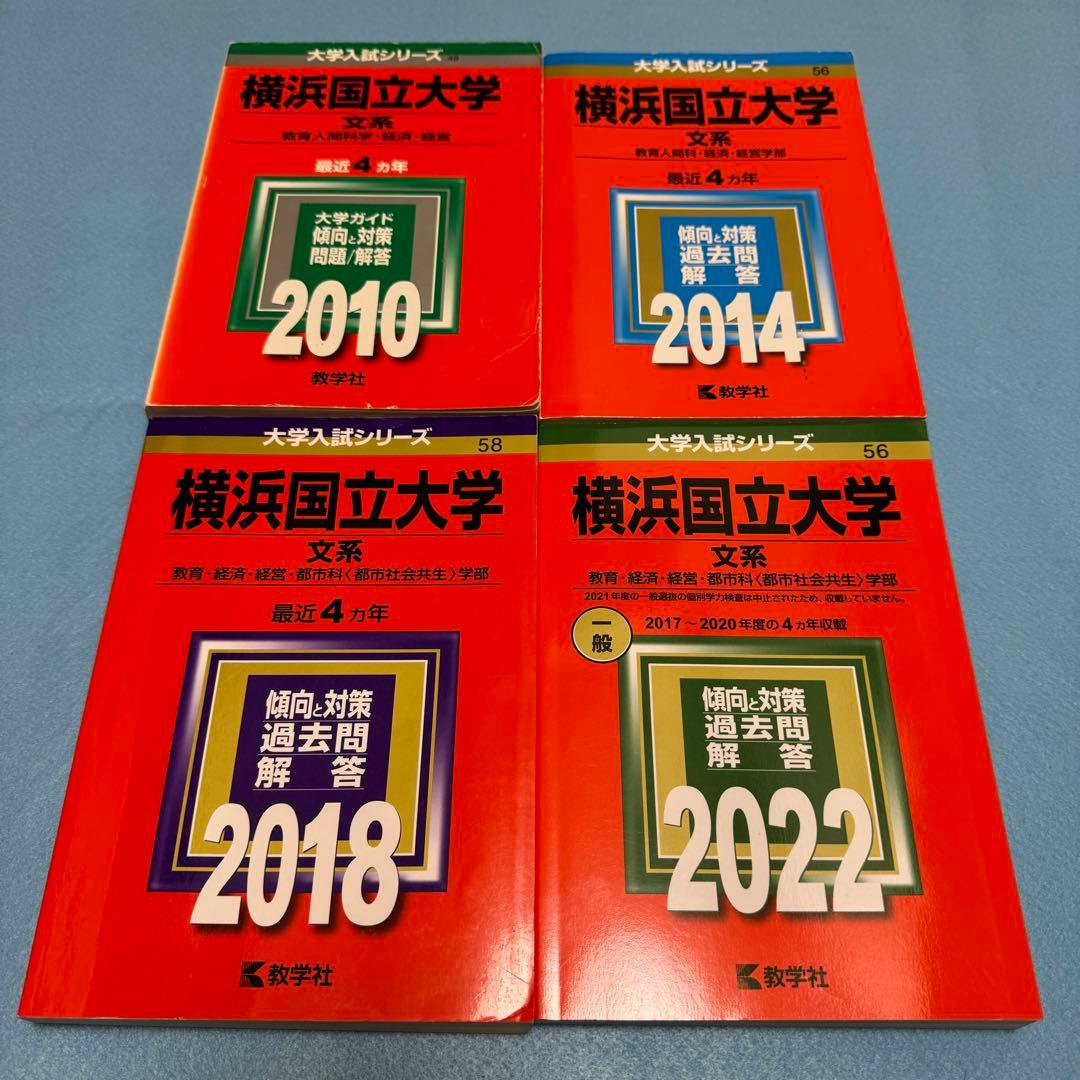 大学入試シリーズ 48
横浜国立大学
文系
教育人間科学・経済・経営
最近4ヵ年
大学ガイド
傾向と対策
問題/解答
2010
教学社
大学入試シリーズ 56
横浜国立大学
文系
教育人間科・経済・経営学部
最近4ヵ年
傾向と対策
過去問
解答
2014
教学社
大学入試シリーズ 58
横浜国立大学
文系
教育・経済・経営・都市科〈都市社会共生〉学部
最近4ヵ年
傾向と対策
過去問
解答
2018
教学社
大学入試シリーズ 56
横浜国立大学
文系
教育・経済・経営・都市科〈都市社会共生〉学部
2021年度の一般選抜の個別学力検査は中止されたため、収載していません。
一般
2017~2020年度の4ヵ年収載
傾向と対策
過去問
解答
2022
教学社